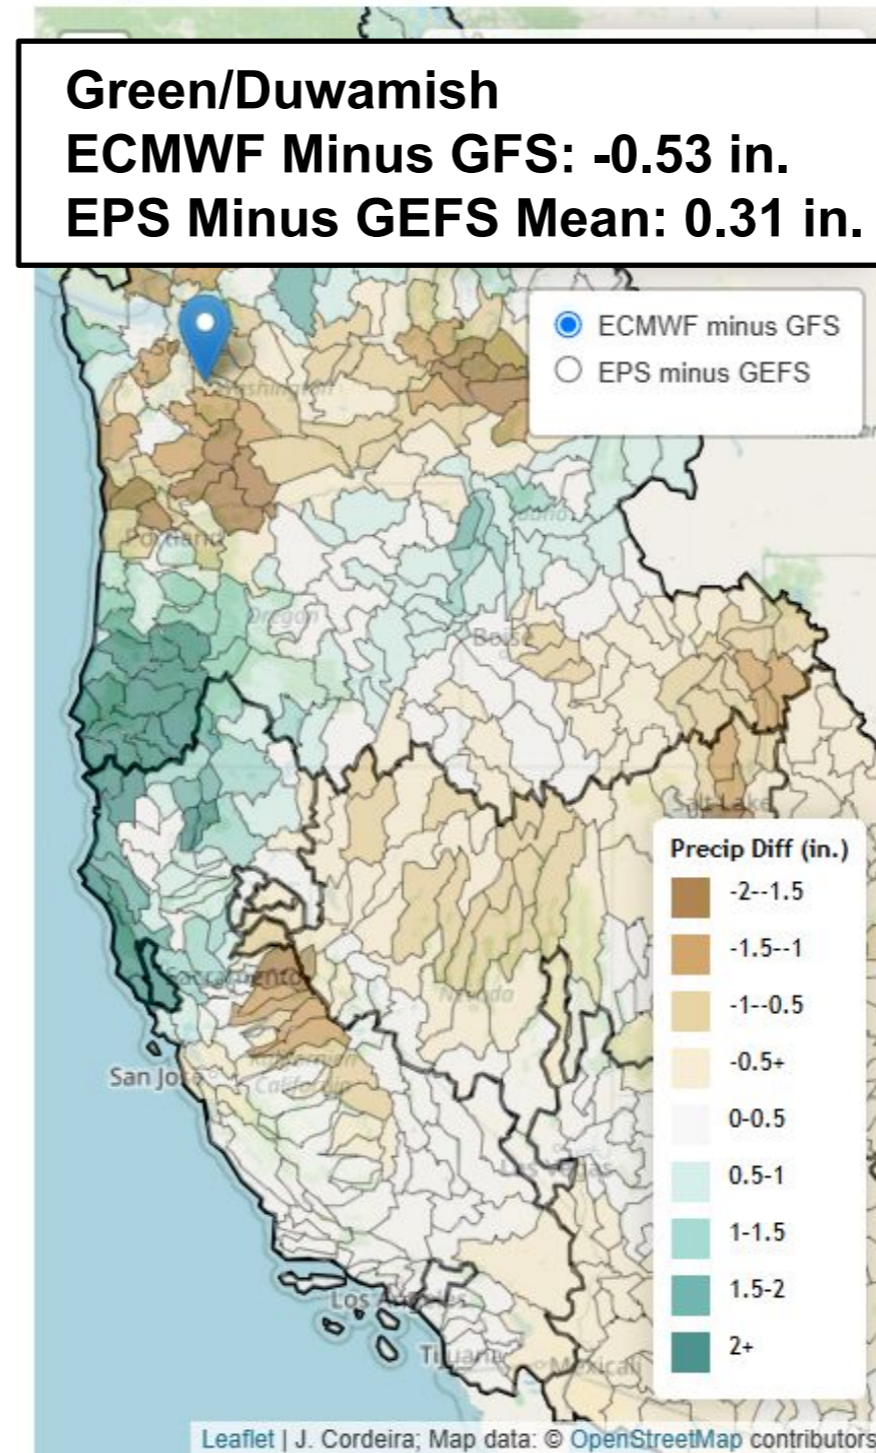 Green/Duwamish
ECMWF Minus GFS: -0.53 in.
EPS Minus GEFS Mean: 0.31 in.
ECMWF minus GFS
EPS minus GEFS
Washington
Portland
Oregon
Boise
Salt Lake
Precip Diff (in.)
-2--1.5
-1.5--1
-1--0.5
-0.5+
0-0.5
0.5-1
1-1.5
1.5-2
2+
Sacramento
Nevada
San Jose
California
Las Vegas
Los Angeles
Tijuana
Mexicali
Leaflet | J. Cordeira; Map data: © OpenStreetMap contributors